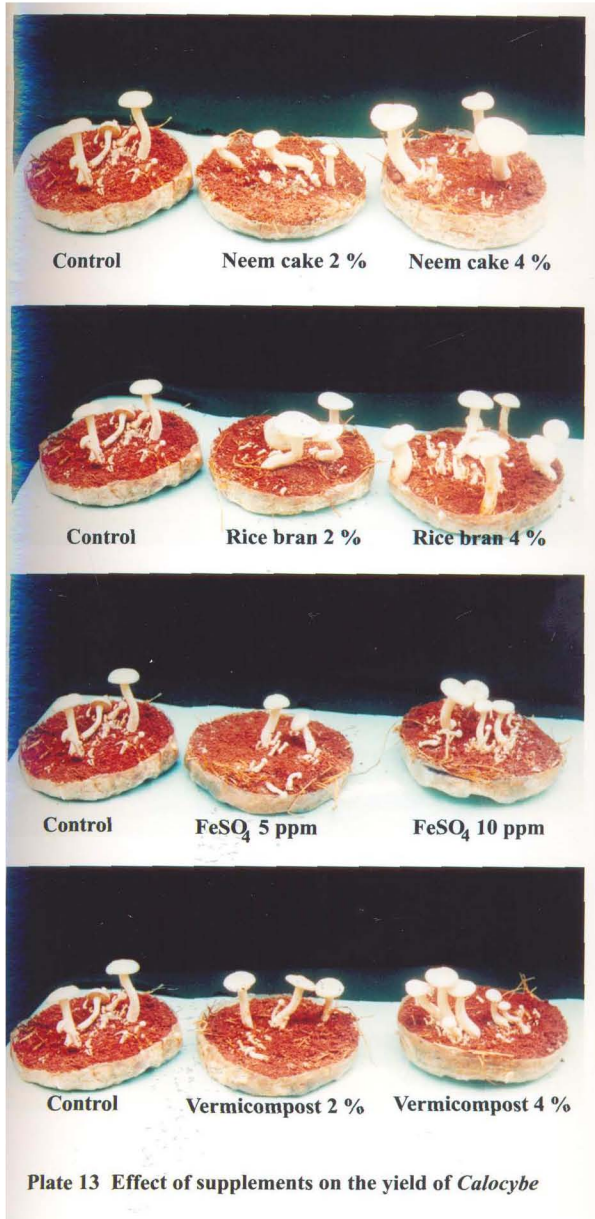 Control Neem cake 2 % Neem cake 4 %
Control Rice bran 2 % Rice bran 4 %
Control FeSO₄ 5 ppm FeSO₄ 10 ppm
Control Vermicompost 2 % Vermicompost 4 %
Plate 13 Effect of supplements on the yield of Calocybe